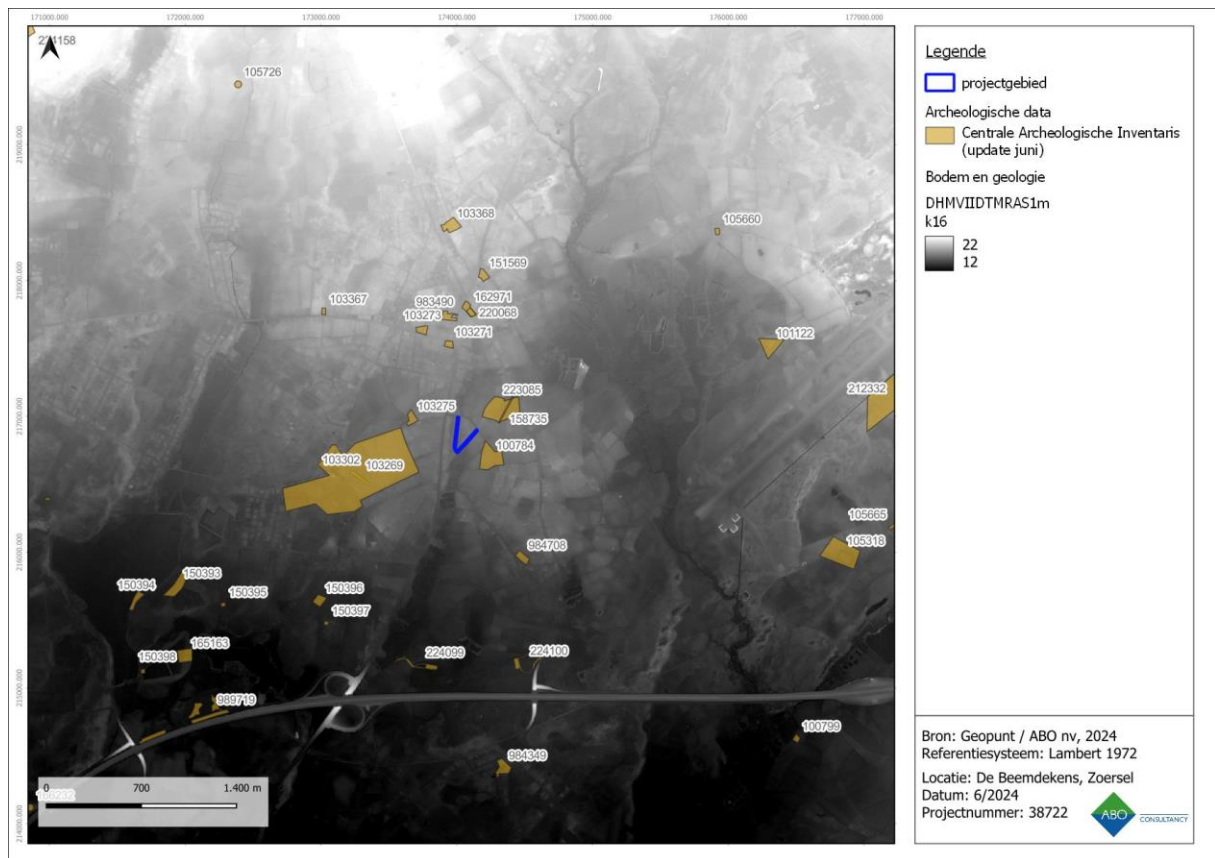 171000.000 172000.000 173000.000 174000.000 175000.000 176000.000 177000.000
224158
105726
219000.000
103368
105660
151569
218000.000
103367
983490
162971
103273
220068
103271
101122
212332
223085
217000.000
103275
158735
100784
103302
103269
105665
105318
216000.000
984708
150393
150394
150395
150396
150397
165163
150398
224099
224100
215000.000
989719
100799
984349
0 700 1.400 m
214000.000
Legende
projectgebied
Archeologische data
Centrale Archeologische Inventaris
(update juni)
Bodem en geologie
DHMVIIDTMRAS1m
k16
22
12
Bron: Geopunt / ABO nv, 2024
Referentiesysteem: Lambert 1972
Locatie: De Beemdekens, Zoersel
Datum: 6/2024
Projectnummer: 38722
ABO CONSULTANCY